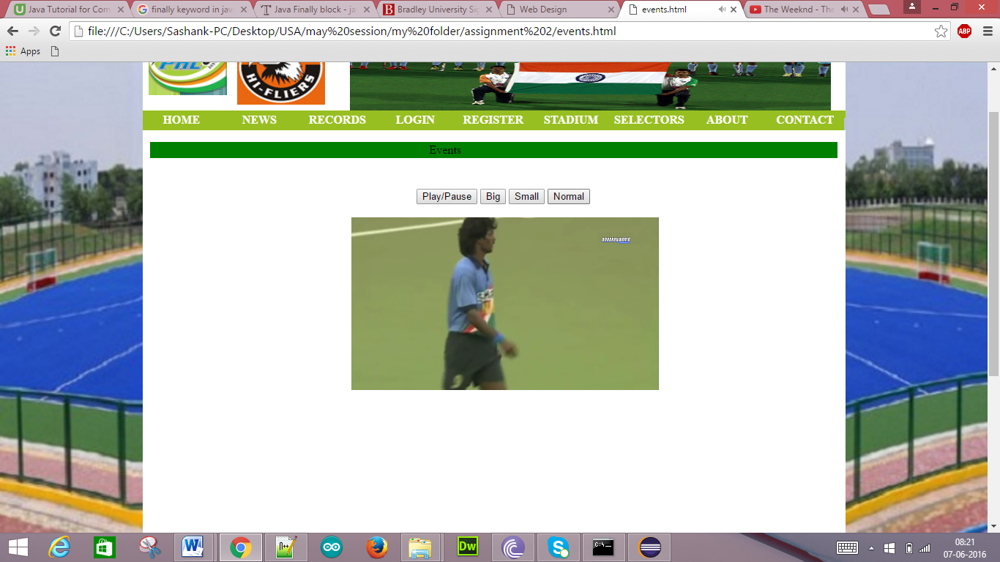 Java Tutorial for Com
finally keyword in java
Java Finally block - ja
Bradley University Sig
Web Design
events.html
The Weeknd - The
file:///C:/Users/Sashank-PC/Desktop/USA/may%20session/my%20folder/assignment%202/events.html
ABP
Apps
PHL
HI-FLIERS
HOME NEWS RECORDS LOGIN REGISTER STADIUM SELECTORS ABOUT CONTACT
Events
Play/Pause Big Small Normal
Dw
08:21
07-06-2016